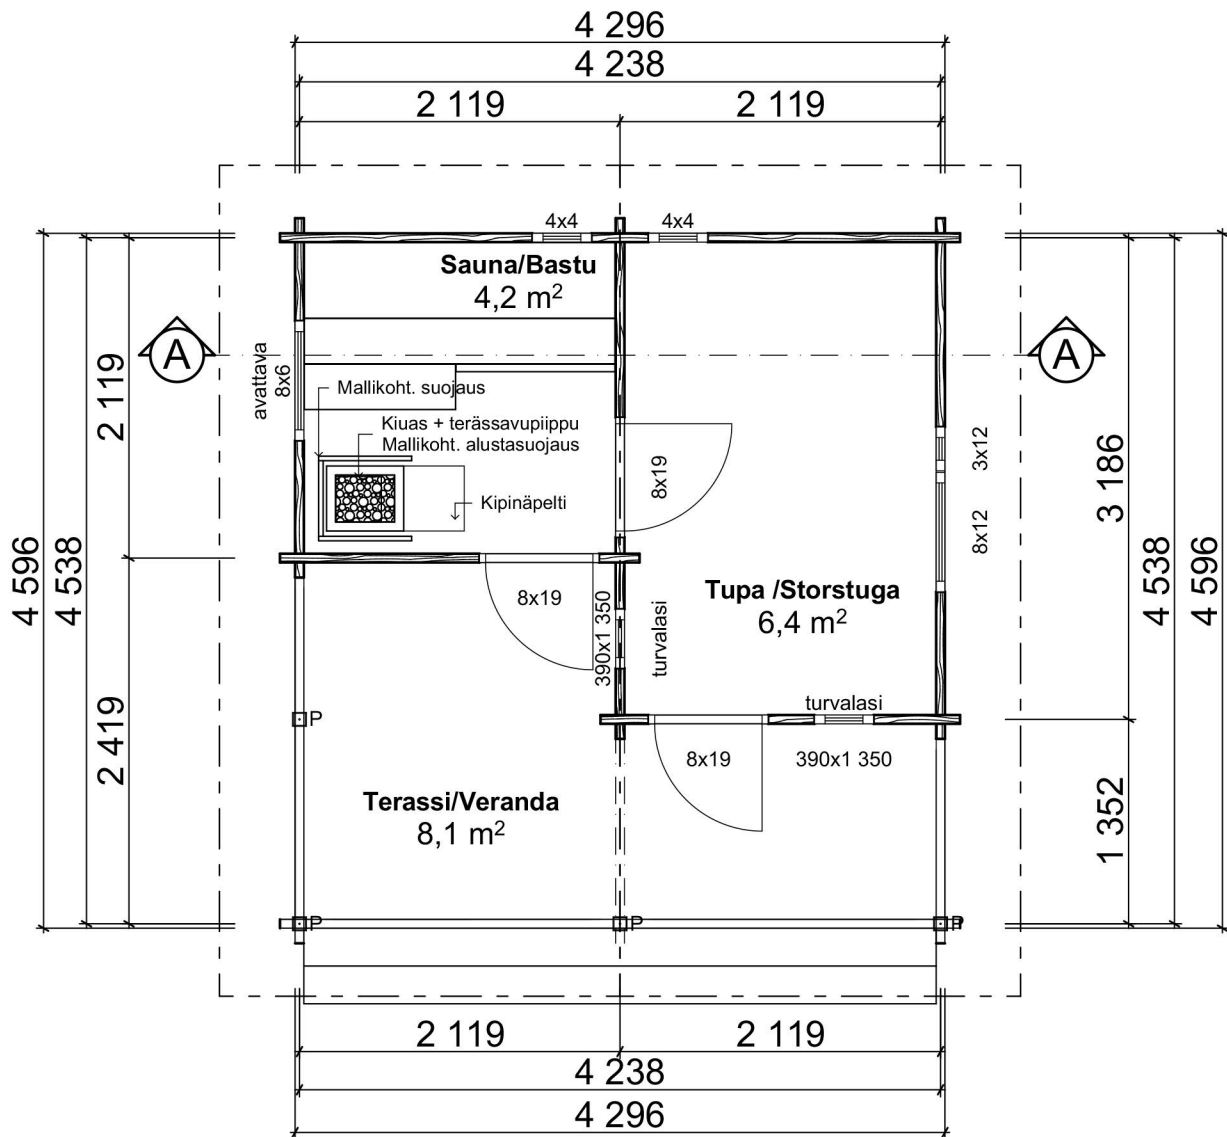 4 296
4 238
2 119
2 119
4x4
4x4
Sauna/Bastu
4,2 m²
A
A
avattava
8x6
Mallikoht. suojaus
Kiuas + terässavupiippu
Mallikoht. alustasuojaus
Kipinäpelti
8x19
3x12
8x12
4 596
4 538
2 119
2 419
3 186
1 352
4 538
4 596
8x19
390x1 350
turvalasi
Tupa /Storstuga
6,4 m²
turvalasi
P
8x19
390x1 350
Terassi/Veranda
8,1 m²
P
P
P
2 119
2 119
4 238
4 296